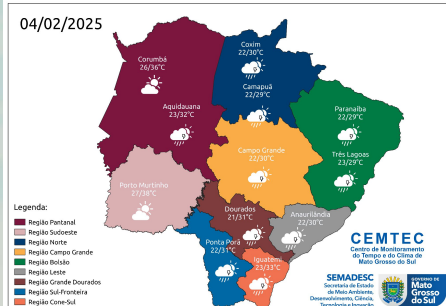 04/02/2025
Coxim
22/30°C
Corumbá
26/36°C
Camapuã
22/29°C
Aquidauana
23/32°C
Paranaíba
22/29°C
Campo Grande
22/30°C
Três Lagoas
23/29°C
Porto Murtinho
27/38°C
Dourados
21/31°C
Anaurilândia
22/30°C
Ponta Porã
22/31°C
Iguatemi
23/33°C
Legenda:
Região Pantanal
Região Sudoeste
Região Norte
Região Campo Grande
Região Bolsão
Região Leste
Região Grande Dourados
Região Sul-Fronteira
Região Cone-Sul
CEMTEC
Centro de Monitoramento
do Tempo e do Clima de
Mato Grosso do Sul
SEMADESC
Secretaria de Estado
de Meio Ambiente,
Desenvolvimento, Ciência,
Tecnologia e Inovação
GOVERNO DE
Mato
Grosso
do Sul